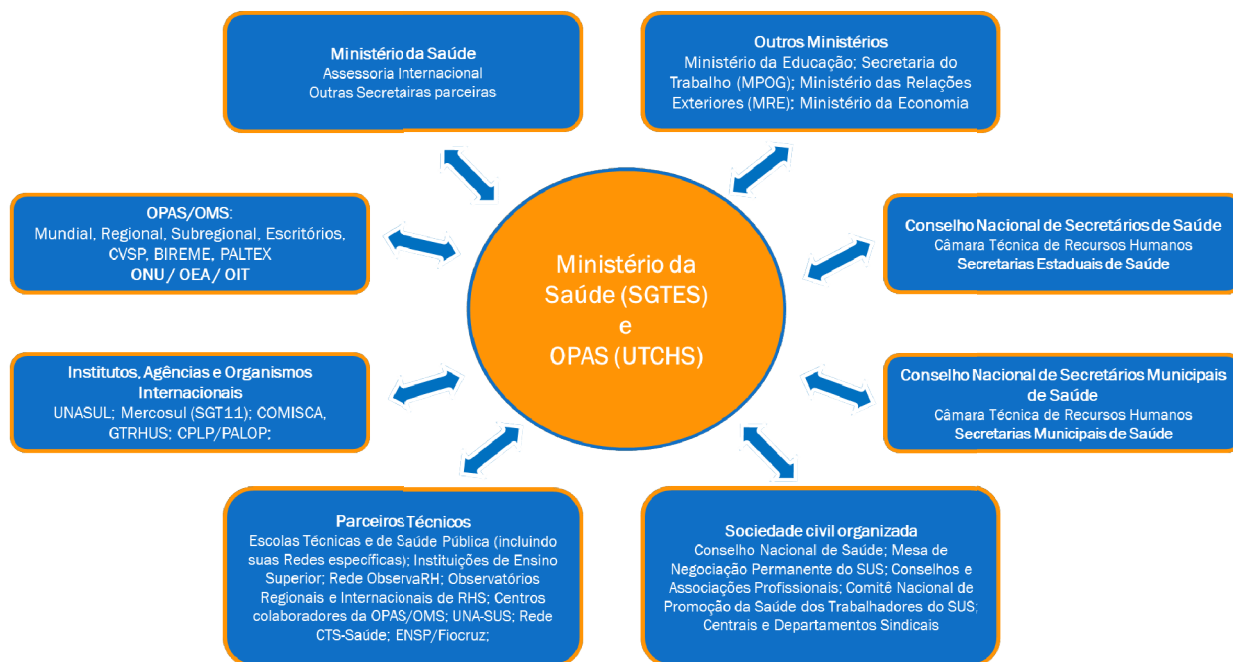 Ministério da Saúde
Assessoria Internacional
Outras Secretairas parceiras
Outros Ministérios
Ministério da Educação; Secretaria do
Trabalho (MPOG); Ministério das Relações
Exteriores (MRE); Ministério da Economia
OPAS/OMS:
Mundial, Regional, Subregional, Escritórios,
CVSP, BIREME, PALTEX
ONU/ OEA/ OIT
Conselho Nacional de Secretários de Saúde
Câmara Técnica de Recursos Humanos
Secretarias Estaduais de Saúde
Ministério da
Saúde (SGTES)
e
OPAS (UTCHS)
Institutos, Agências e Organismos
Internacionais
UNASUL; Mercosul (SGT11); COMISCA,
GTRHUS; CPLP/PALOP;
Conselho Nacional de Secretários Municipais
de Saúde
Câmara Técnica de Recursos Humanos
Secretarias Municipais de Saúde
Parceiros Técnicos
Escolas Técnicas e de Saúde Pública (incluindo
suas Redes específicas); Instituições de Ensino
Superior; Rede ObservaRH; Observatórios
Regionais e Internacionais de RHS; Centros
colaboradores da OPAS/OMS; UNA-SUS; Rede
CTS-Saúde; ENSP/Fiocruz;
Sociedade civil organizada
Conselho Nacional de Saúde; Mesa de
Negociação Permanente do SUS; Conselhos e
Associações Profissionais; Comitê Nacional de
Promoção da Saúde dos Trabalhadores do SUS;
Centrais e Departamentos Sindicais